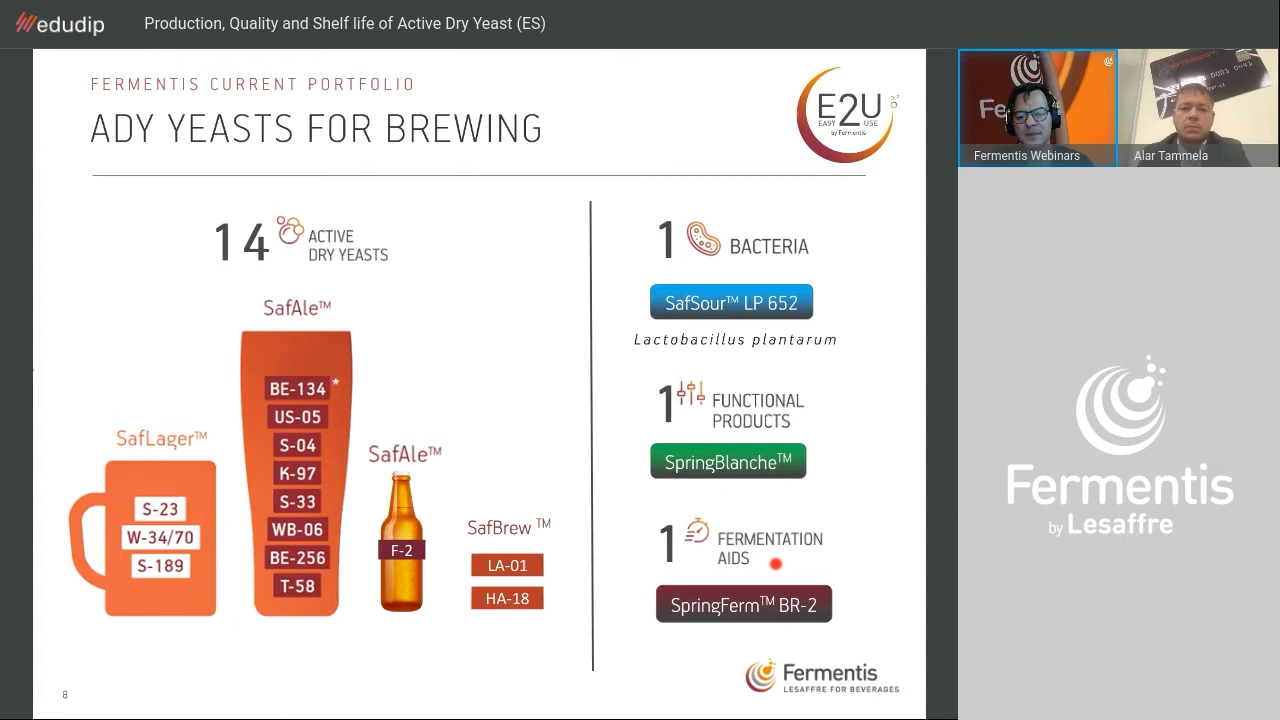 edudip
Production, Quality and Shelf life of Active Dry Yeast (ES)
FERMENTIS CURRENT PORTFOLIO
ADY YEASTS FOR BREWING
E2U
EASY 2 USE
by Fermentis
14 ACTIVE
DRY YEASTS
SafLager™
S-23
W-34/70
S-189
SafAle™
BE-134 *
US-05
S-04
K-97
S-33
WB-06
BE-256
T-58
SafAle™
F-2
SafBrew ™
LA-01
HA-18
1 BACTERIA
SafSour™ LP 652
Lactobacillus plantarum
1 FUNCTIONAL
PRODUCTS
SpringBlanche™
1 FERMENTATION
AIDS
SpringFerm™ BR-2
Fermentis
LESAFFRE FOR BEVERAGES
8
Fe
Fermentis Webinars
Alar Tammela
Fermentis
by Lesaffre